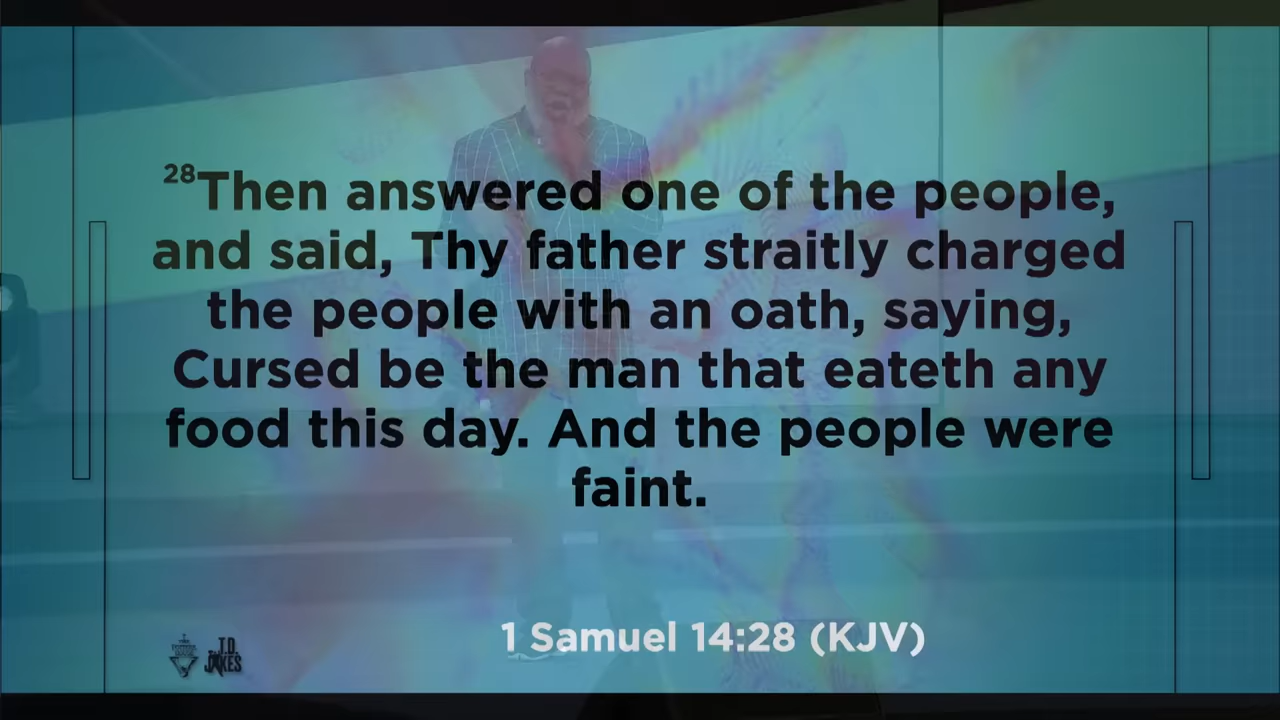 28Then answered one of the people,
and said, Thy father straitly charged
the people with an oath, saying,
Cursed be the man that eateth any
food this day. And the people were
faint.
1 Samuel 14:28 (KJV)
T.D.
JAKES